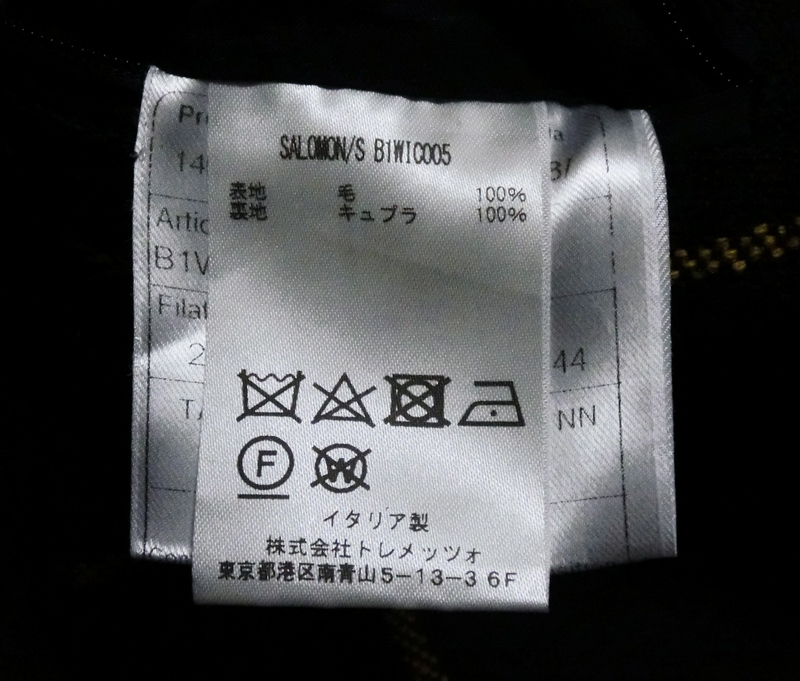 SALOMON/S B1WIC005
表地 毛 100%
裏地 キュプラ 100%
F
W
イタリア製
株式会社トレメッツォ
東京都港区南青山5-13-3 6F
44
NN